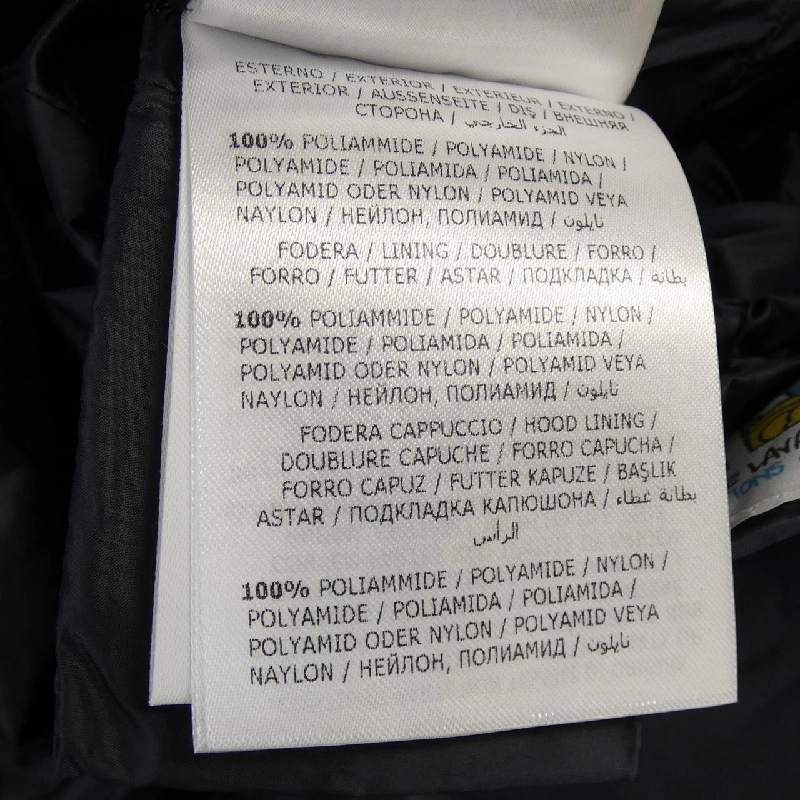 ESTERNO / EXTERIOR / EXTERIEUR / EXTERNO /
EXTERIOR / AUSSENSEITE / DIŞ / ВНЕШНЯЯ
СТОРОНА / الجزء الخارجي
100% POLIAMMIDE / POLYAMIDE / NYLON /
POLYAMIDE / POLIAMIDA / POLIAMIDA /
POLYAMID ODER NYLON / POLYAMID VEYA
NAYLON / НЕЙЛОН, ПОЛИАМИД / نايلون
FODERA / LINING / DOUBLURE / FORRO /
FORRO / FUTTER / ASTAR / ПОДКЛАДКА / بطانة
100% POLIAMMIDE / POLYAMIDE / NYLON /
POLYAMIDE / POLIAMIDA / POLIAMIDA /
POLYAMID ODER NYLON / POLYAMID VEYA
NAYLON / НЕЙЛОН, ПОЛИАМИД / نايلون
FODERA CAPPUCCIO / HOOD LINING /
DOUBLURE CAPUCHE / FORRO CAPUCHA /
FORRO CAPUZ / FUTTER KAPUZE / BAŞLIK
ASTAR / ПОДКЛАДКА КАПЮШОНА / بطانة غطاء
الرأس
100% POLIAMMIDE / POLYAMIDE / NYLON /
POLYAMIDE / POLIAMIDA / POLIAMIDA /
POLYAMID ODER NYLON / POLYAMID VEYA
NAYLON / НЕЙЛОН, ПОЛИАМИД / نايلون